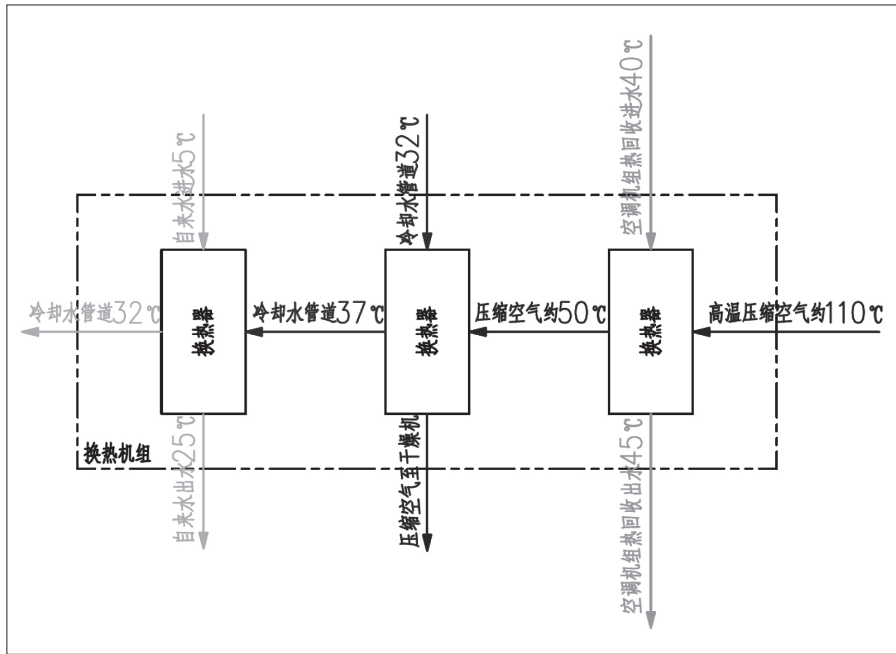 空调机组热回收进水40℃
冷却水管道32℃
自来水进水5℃
冷却水管道32℃
换热器
冷却水管道37℃
换热器
压缩空气约50℃
换热器
高温压缩空气约110℃
换热机组
自来水出水25℃
压缩空气至干燥机
空调机组热回收出水45℃